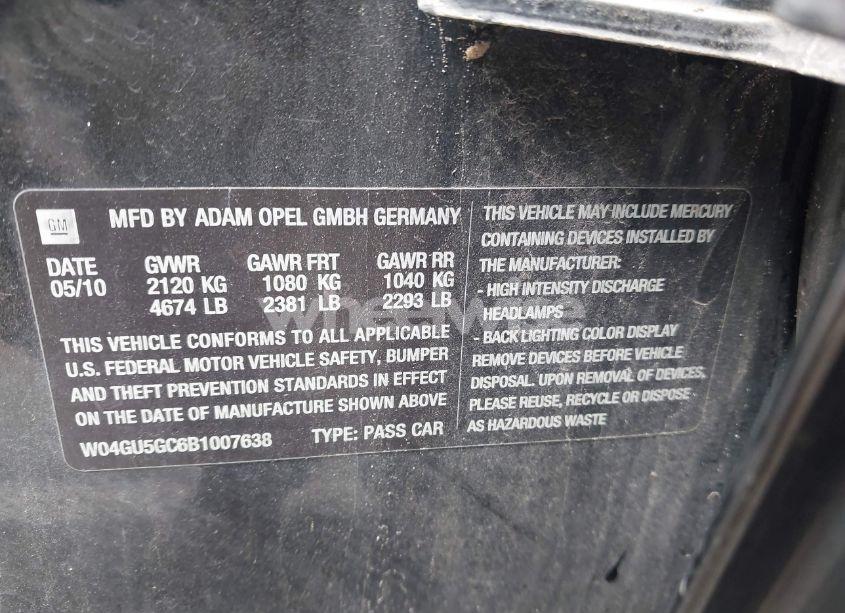 GM
MFD BY ADAM OPEL GMBH GERMANY
DATE GVWR GAWR FRT GAWR RR
05/10 2120 KG 1080 KG 1040 KG
4674 LB 2381 LB 2293 LB
THIS VEHICLE CONFORMS TO ALL APPLICABLE
U.S. FEDERAL MOTOR VEHICLE SAFETY, BUMPER
AND THEFT PREVENTION STANDARDS IN EFFECT
ON THE DATE OF MANUFACTURE SHOWN ABOVE
W04GU5GC6B1007638 TYPE: PASS CAR
THIS VEHICLE MAY INCLUDE MERCURY
CONTAINING DEVICES INSTALLED BY
THE MANUFACTURER:
- HIGH INTENSITY DISCHARGE
HEADLAMPS
- BACK LIGHTING COLOR DISPLAY
REMOVE DEVICES BEFORE VEHICLE
DISPOSAL. UPON REMOVAL OF DEVICES,
PLEASE REUSE, RECYCLE OR DISPOSE
AS HAZARDOUS WASTE